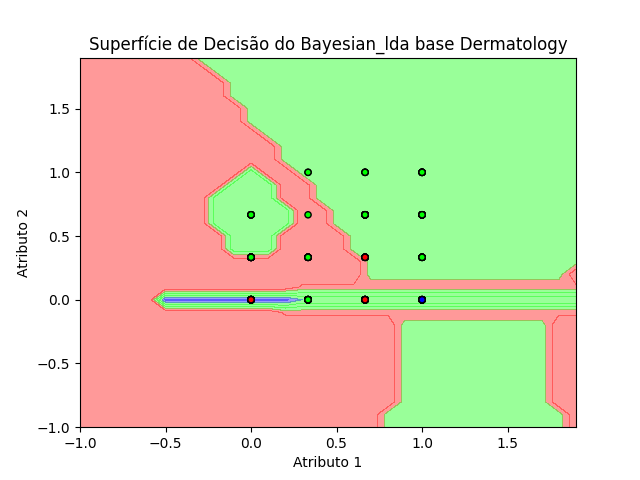 Superfície de Decisão do Bayesian_lda base Dermatology
Atributo 2
1.5
1.0
0.5
0.0
−0.5
−1.0
−1.0 −0.5 0.0 0.5 1.0 1.5
Atributo 1